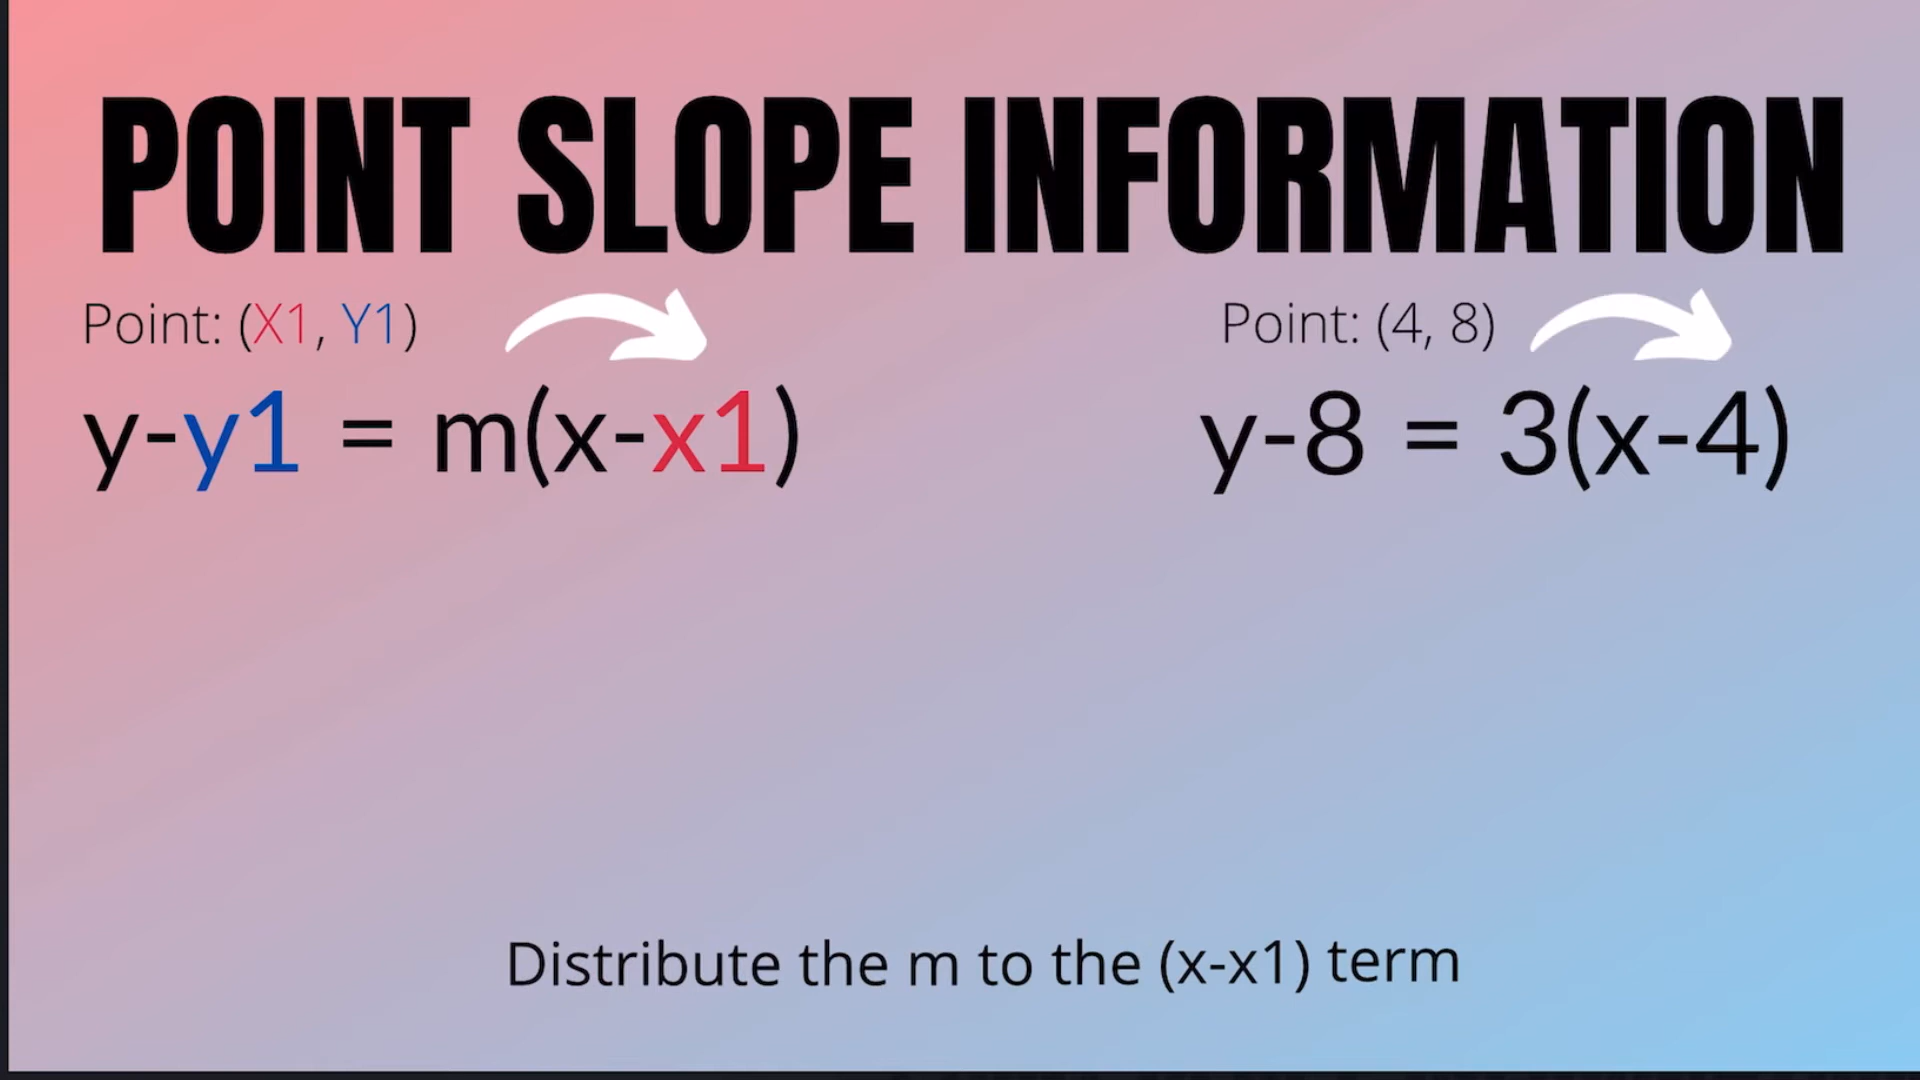 POINT SLOPE INFORMATION
Point: (X1, Y1)
y-y1 = m(x-x1)
Point: (4, 8)
y-8 = 3(x-4)
Distribute the m to the (x-x1) term